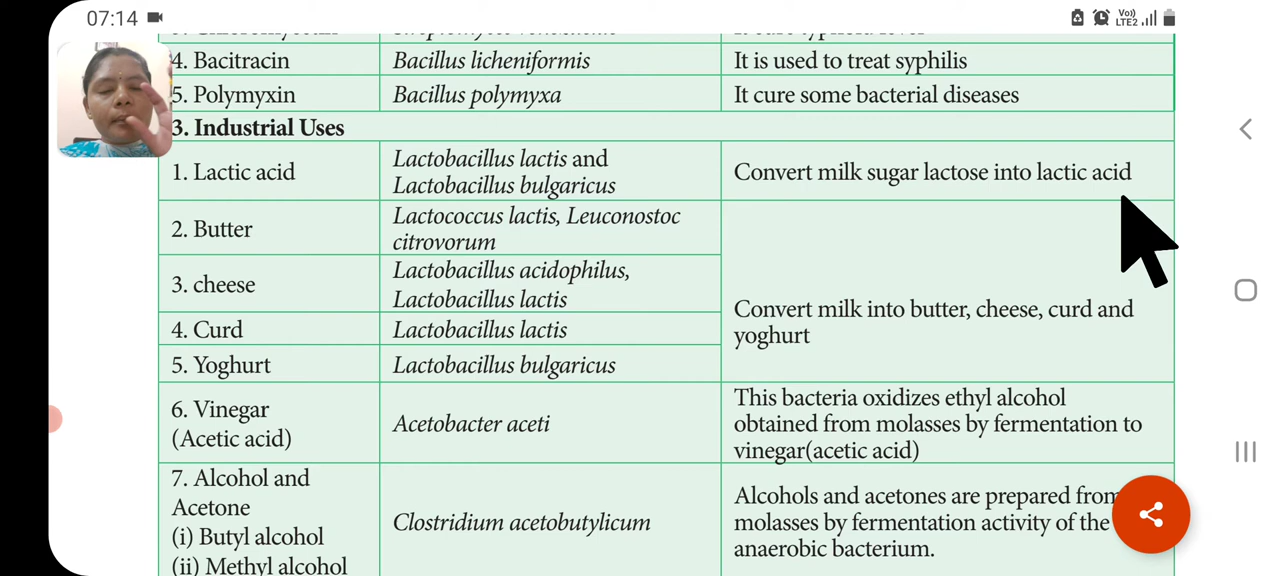 07:14
Vo))
LTE2
4. Bacitracin
Bacillus licheniformis
It is used to treat syphilis
5. Polymyxin
Bacillus polymyxa
It cure some bacterial diseases
3. Industrial Uses
1. Lactic acid
Lactobacillus lactis and
Lactobacillus bulgaricus
Convert milk sugar lactose into lactic acid
2. Butter
Lactococcus lactis, Leuconostoc
citrovorum
3. cheese
Lactobacillus acidophilus,
Lactobacillus lactis
4. Curd
Lactobacillus lactis
5. Yoghurt
Lactobacillus bulgaricus
Convert milk into butter, cheese, curd and
yoghurt
6. Vinegar
(Acetic acid)
Acetobacter aceti
This bacteria oxidizes ethyl alcohol
obtained from molasses by fermentation to
vinegar(acetic acid)
7. Alcohol and
Acetone
(i) Butyl alcohol
(ii) Methyl alcohol
Clostridium acetobutylicum
Alcohols and acetones are prepared from
molasses by fermentation activity of the
anaerobic bacterium.